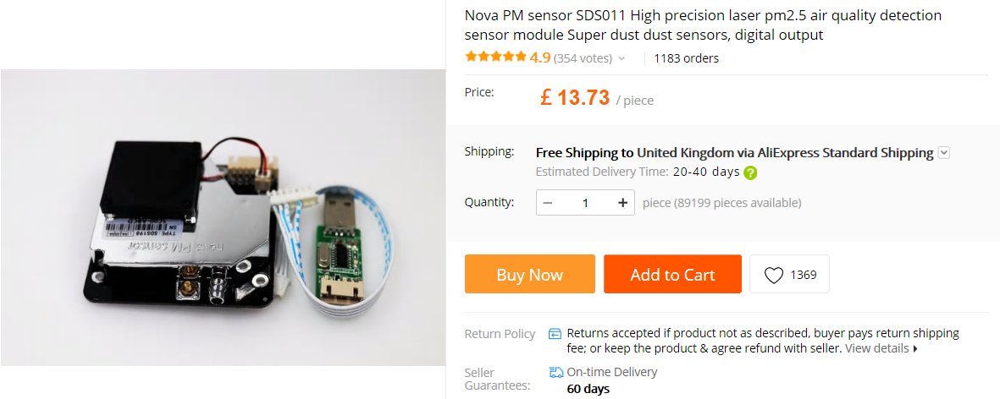 Nova PM sensor SDS011 High precision laser pm2.5 air quality detection
sensor module Super dust dust sensors, digital output
4.9 (354 votes) 1183 orders
Price: £ 13.73 / piece
Shipping: Free Shipping to United Kingdom via AliExpress Standard Shipping
Estimated Delivery Time: 20-40 days ?
Quantity: − 1 + piece (89199 pieces available)
Buy Now Add to Cart 1369
Return Policy Returns accepted if product not as described, buyer pays return shipping
fee; or keep the product & agree refund with seller. View details
Seller Guarantees: On-time Delivery
60 days
TYPE: SDS198
nova PM sensor